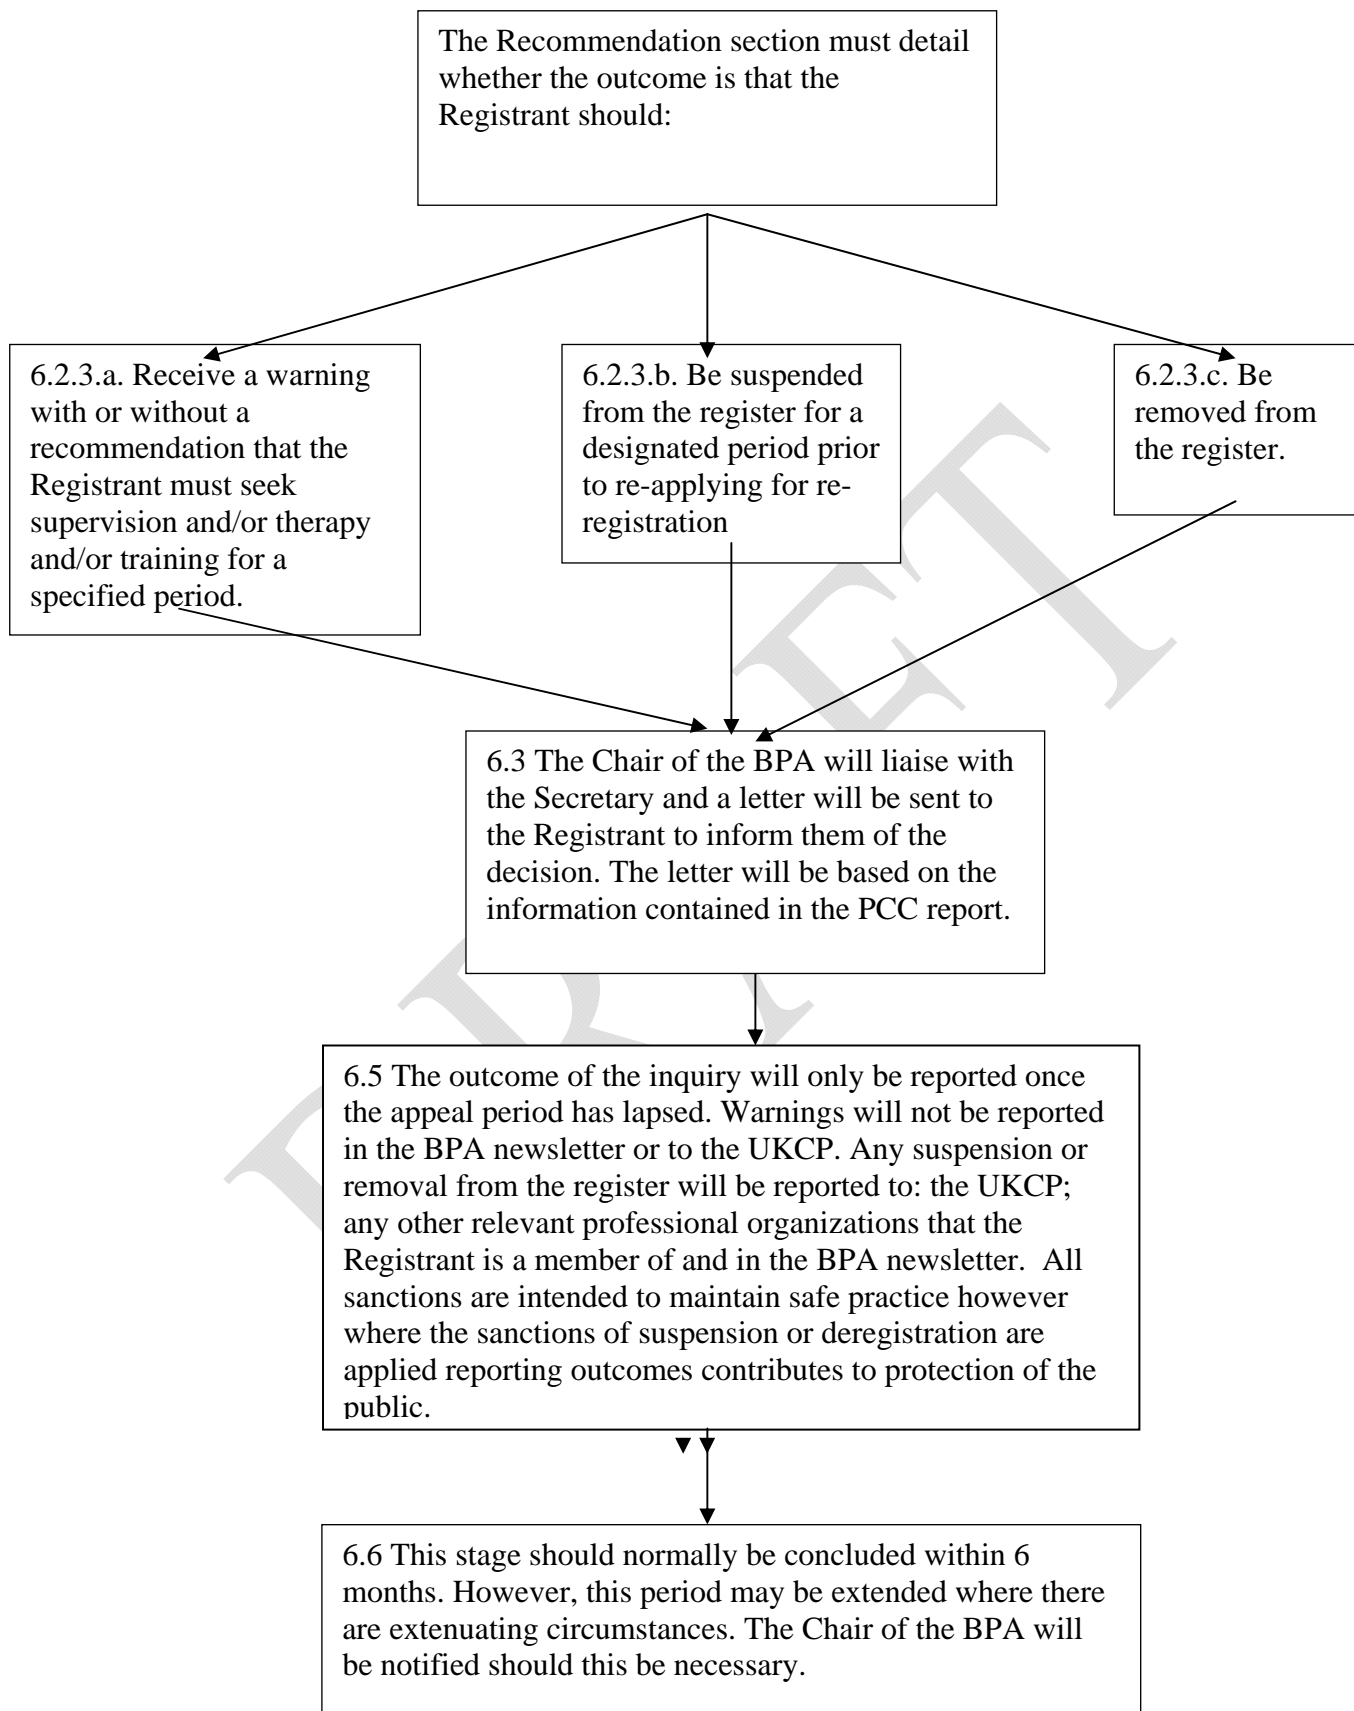 The Recommendation section must detail
whether the outcome is that the
Registrant should:
6.2.3.a. Receive a warning
with or without a
recommendation that the
Registrant must seek
supervision and/or therapy
and/or training for a
specified period.
6.2.3.b. Be suspended
from the register for a
designated period prior
to re-applying for re-
registration
6.2.3.c. Be
removed from
the register.
6.3 The Chair of the BPA will liaise with
the Secretary and a letter will be sent to
the Registrant to inform them of the
decision. The letter will be based on the
information contained in the PCC report.
6.5 The outcome of the inquiry will only be reported once
the appeal period has lapsed. Warnings will not be reported
in the BPA newsletter or to the UKCP. Any suspension or
removal from the register will be reported to: the UKCP;
any other relevant professional organizations that the
Registrant is a member of and in the BPA newsletter.  All
sanctions are intended to maintain safe practice however
where the sanctions of suspension or deregistration are
applied reporting outcomes contributes to protection of the
public.
6.6 This stage should normally be concluded within 6
months. However, this period may be extended where there
are extenuating circumstances. The Chair of the BPA will
be notified should this be necessary.
DRAFT